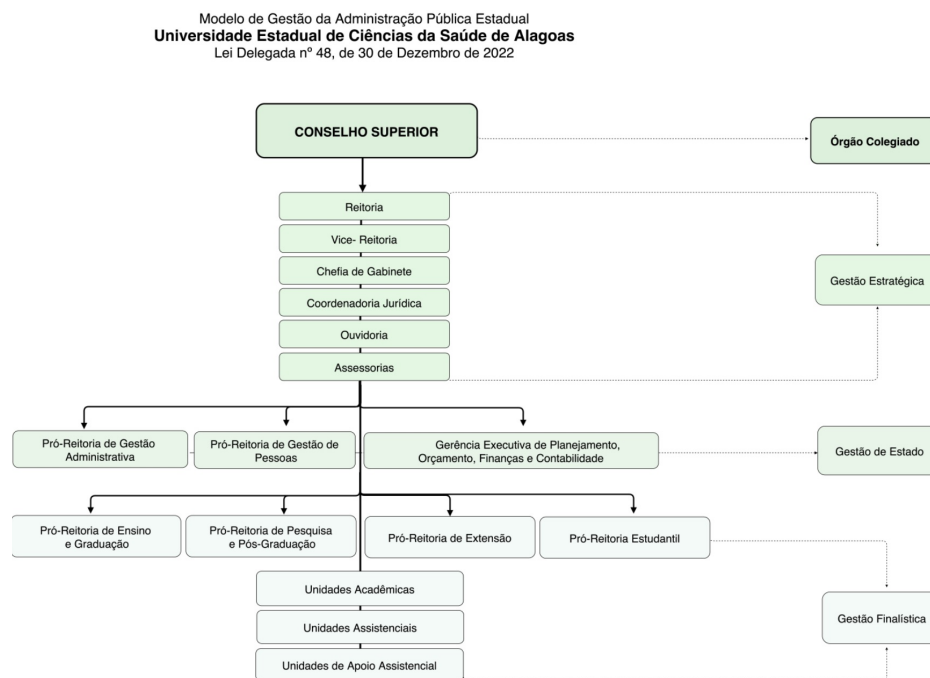 Modelo de Gestão da Administração Pública Estadual
Universidade Estadual de Ciências da Saúde de Alagoas
Lei Delegada nº 48, de 30 de Dezembro de 2022
CONSELHO SUPERIOR
Órgão Colegiado
Reitoria
Vice- Reitoria
Chefia de Gabinete
Coordenadoria Jurídica
Ouvidoria
Assessorias
Gestão Estratégica
Pró-Reitoria de Gestão
Administrativa
Pró-Reitoria de Gestão de
Pessoas
Gerência Executiva de Planejamento,
Orçamento, Finanças e Contabilidade
Gestão de Estado
Pró-Reitoria de Ensino
e Graduação
Pró-Reitoria de Pesquisa
e Pós-Graduação
Pró-Reitoria de Extensão
Pró-Reitoria Estudantil
Unidades Acadêmicas
Unidades Assistenciais
Unidades de Apoio Assistencial
Gestão Finalística